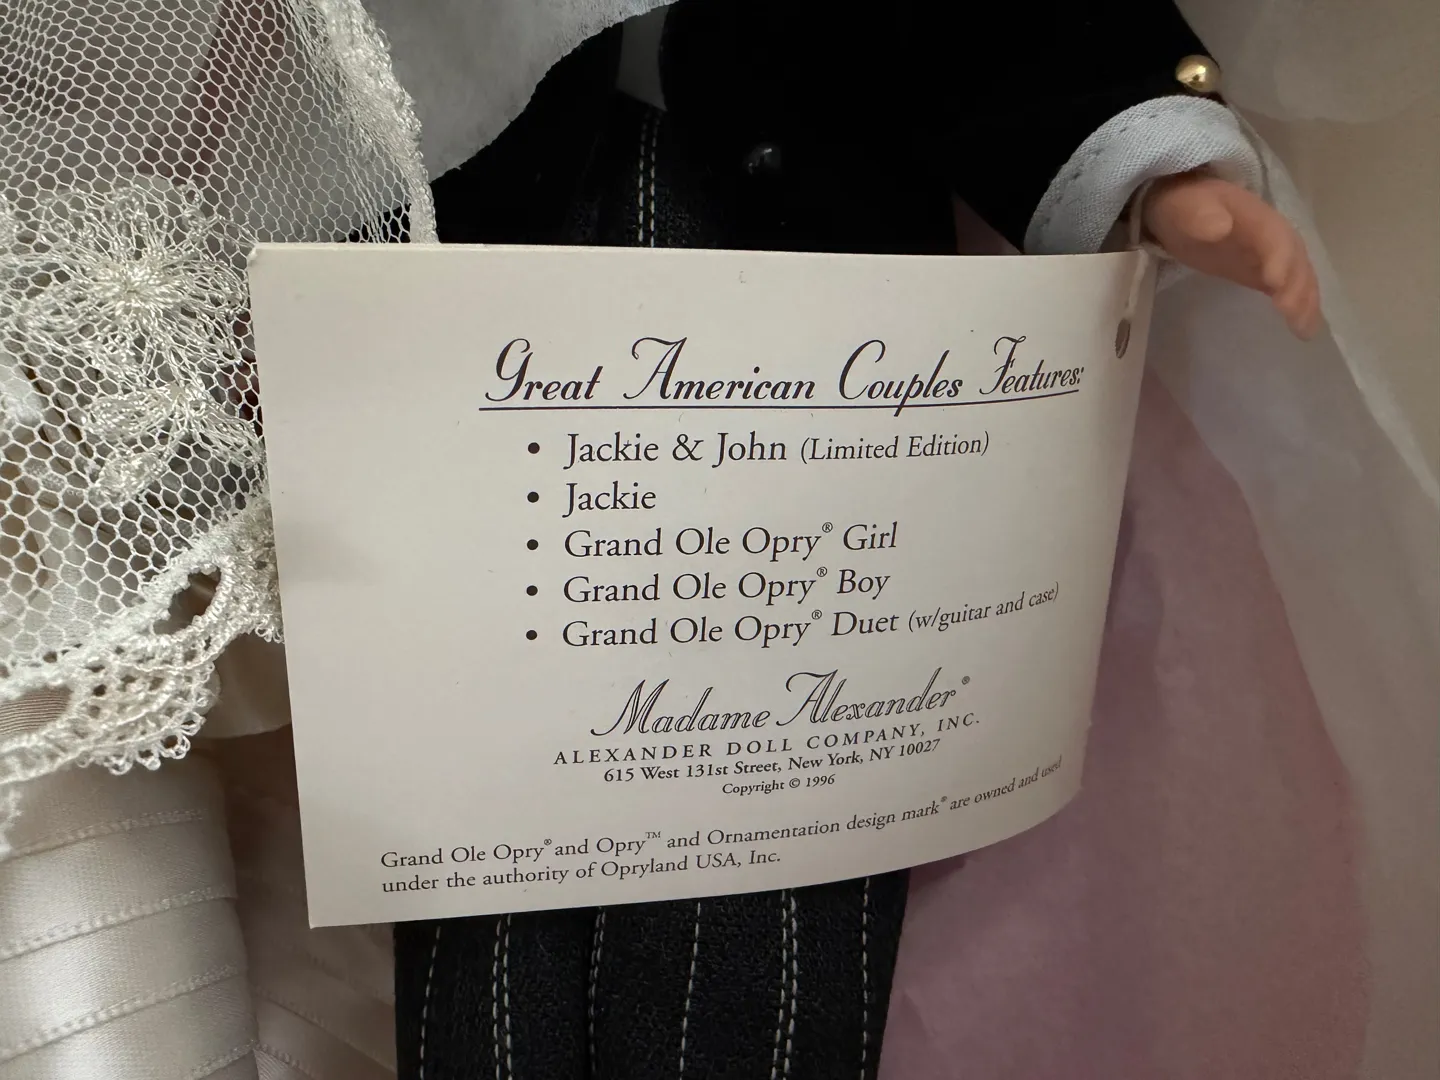 Great American Couples Features:
• Jackie & John (Limited Edition)
• Jackie
• Grand Ole Opry® Girl
• Grand Ole Opry® Boy
• Grand Ole Opry® Duet (w/guitar and case)
Madame Alexander®
ALEXANDER DOLL COMPANY, INC.
615 West 131st Street, New York, NY 10027
Copyright © 1996
Grand Ole Opry® and Opry™ and Ornamentation design mark® are owned and used
under the authority of Opryland USA, Inc.